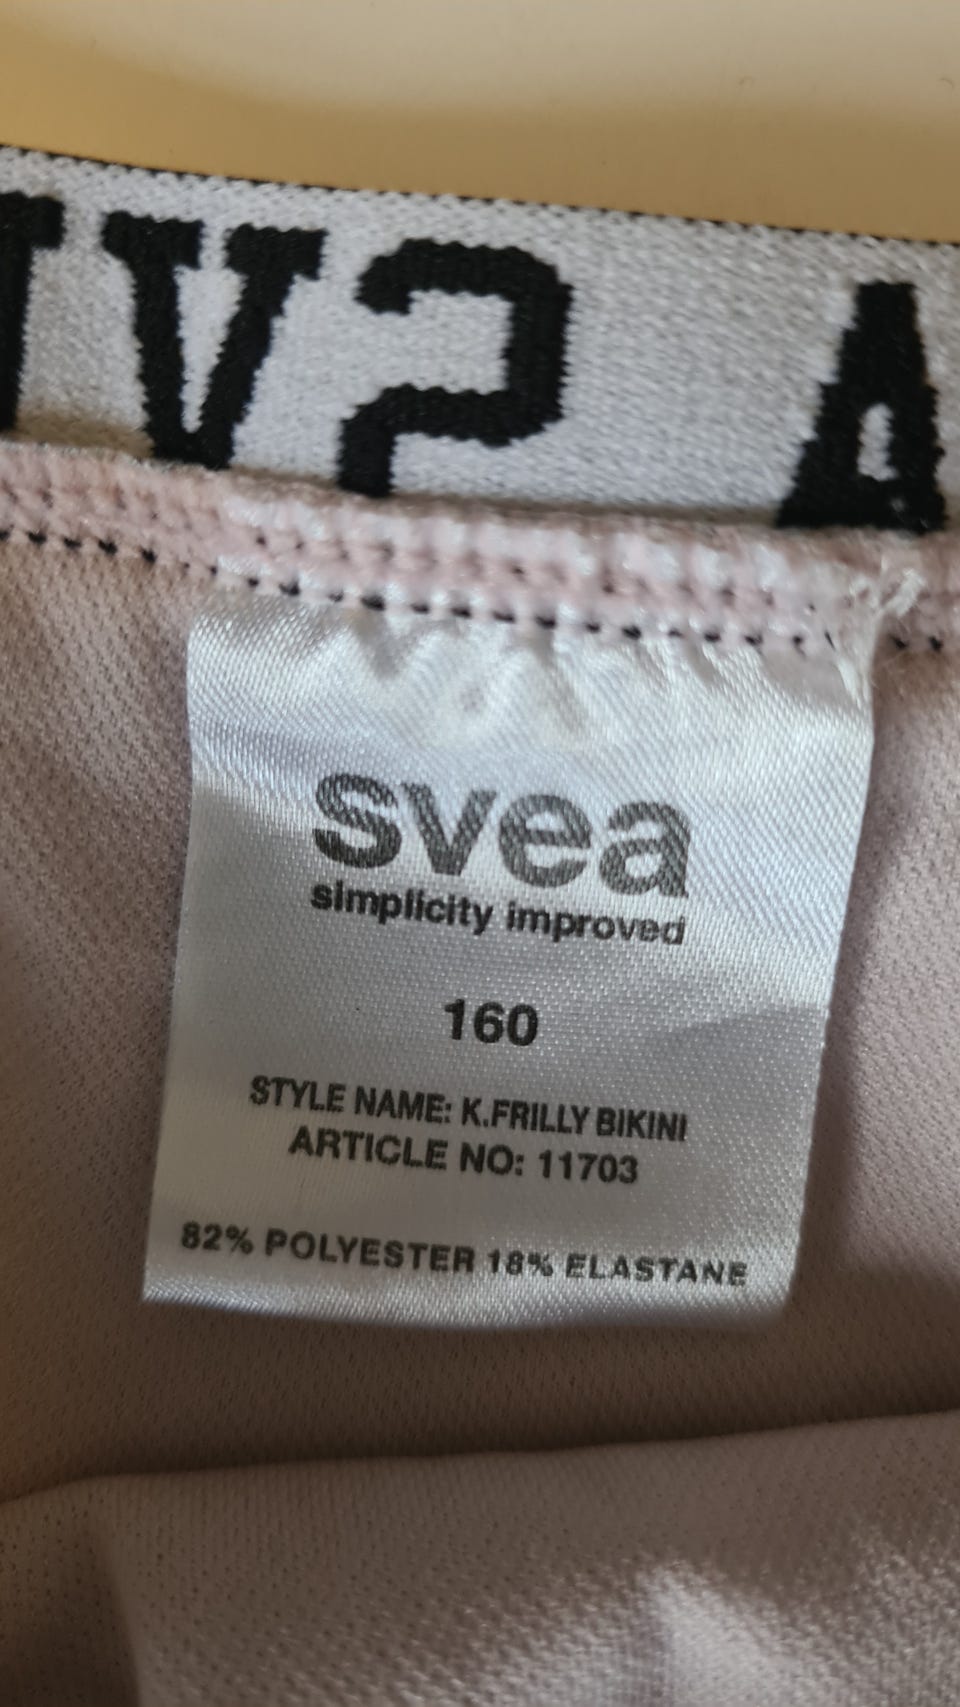 svea
simplicity improved
160
STYLE NAME: K.FRILLY BIKINI
ARTICLE NO: 11703
82% POLYESTER 18% ELASTANE